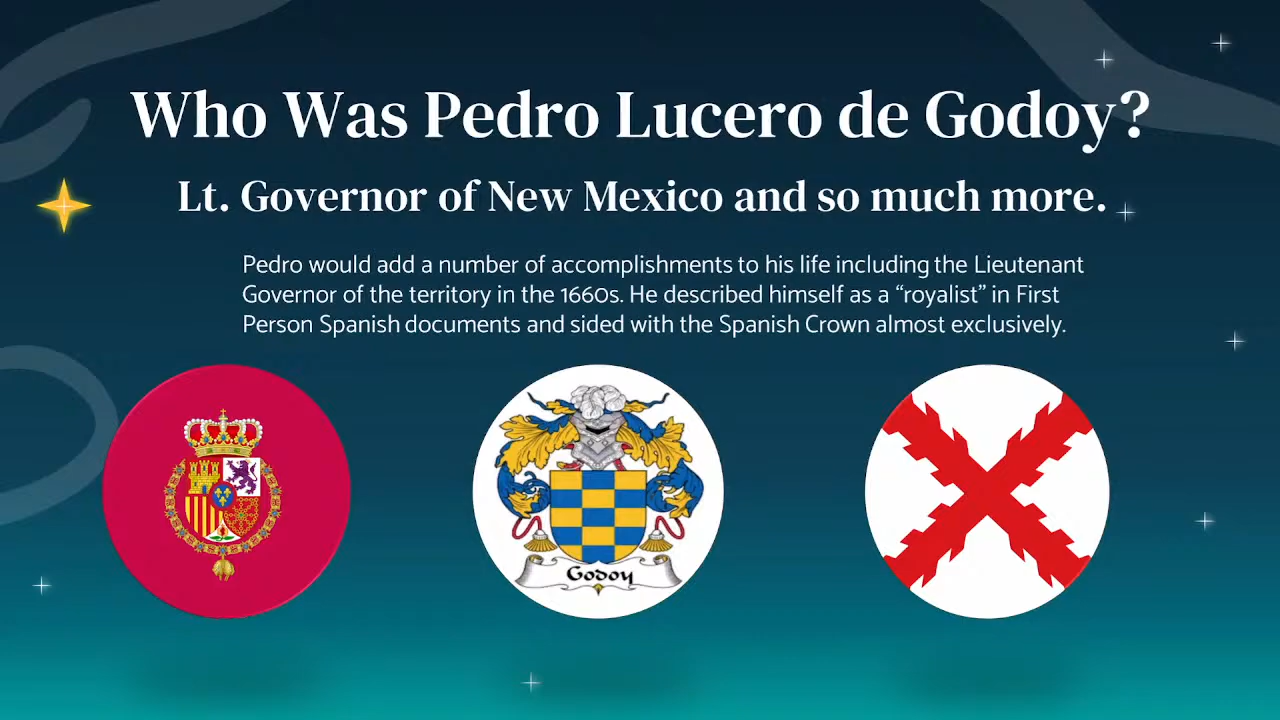 Who Was Pedro Lucero de Godoy?
Lt. Governor of New Mexico and so much more.
Pedro would add a number of accomplishments to his life including the Lieutenant
Governor of the territory in the 1660s. He described himself as a “royalist” in First
Person Spanish documents and sided with the Spanish Crown almost exclusively.
Godoy